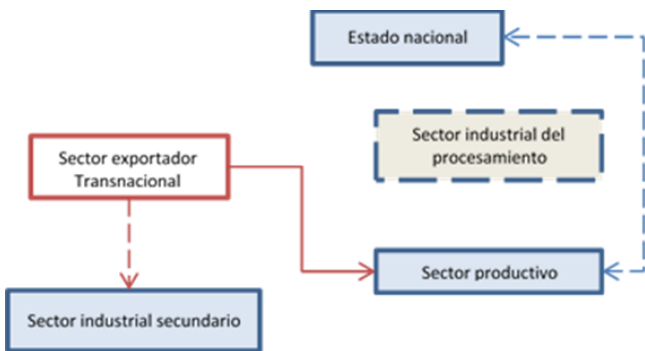 Estado nacional
Sector industrial del
procesamiento
Sector exportador
Transnacional
Sector productivo
Sector industrial secundario